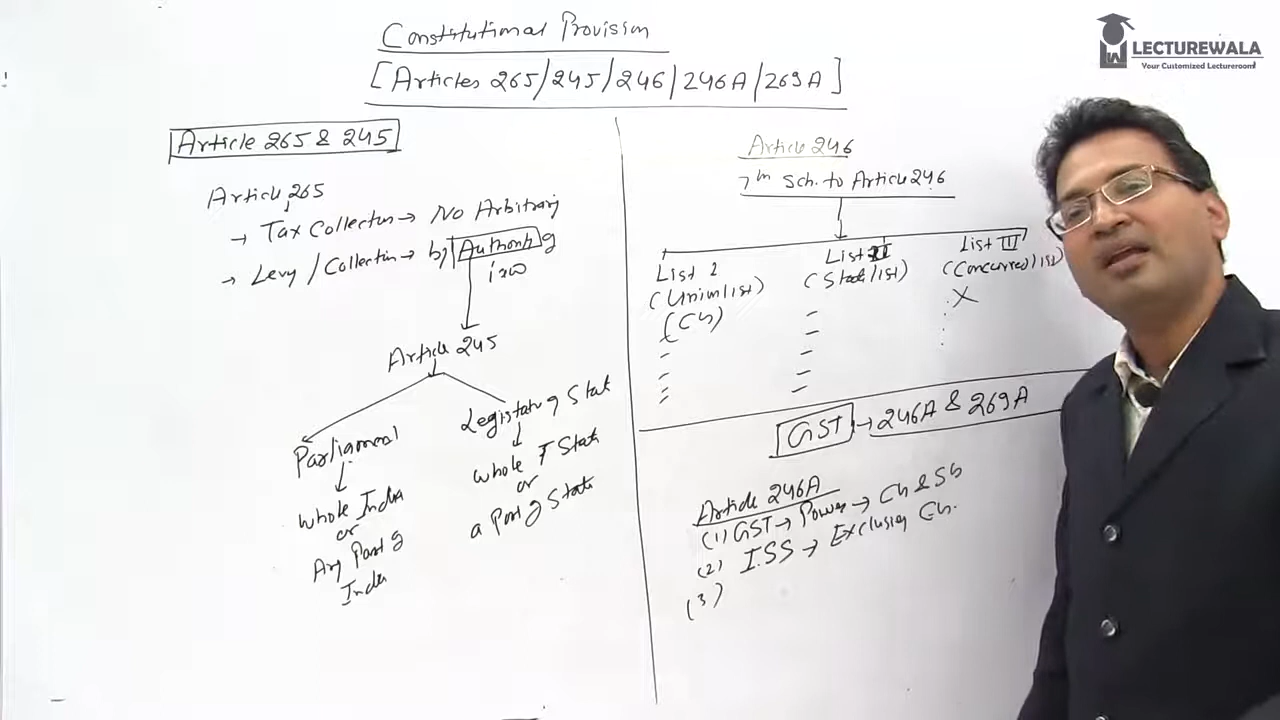 Constitutional Provision
[Articles 265/245/246/246A/269A]
LECTUREWALA
Your Customized Lectureroom
Article 265 & 245
Article 265
→ Tax Collection → No Arbitrary
→ Levy / Collection → by Authority of
law
Article 245
Parliament
whole India
or
Any Part of
India
Legislature of State
whole of State
or
a Part of State
Article 246
7th Sch. to Article 246
List I
(Union list)
(CG)
List II
(State list)
List III
(Concurrent list)
X
GST → 246A & 269A
Article 246A
(1) GST → Power → CG & SG
(2) ISS → Exclusive CG.
(3)